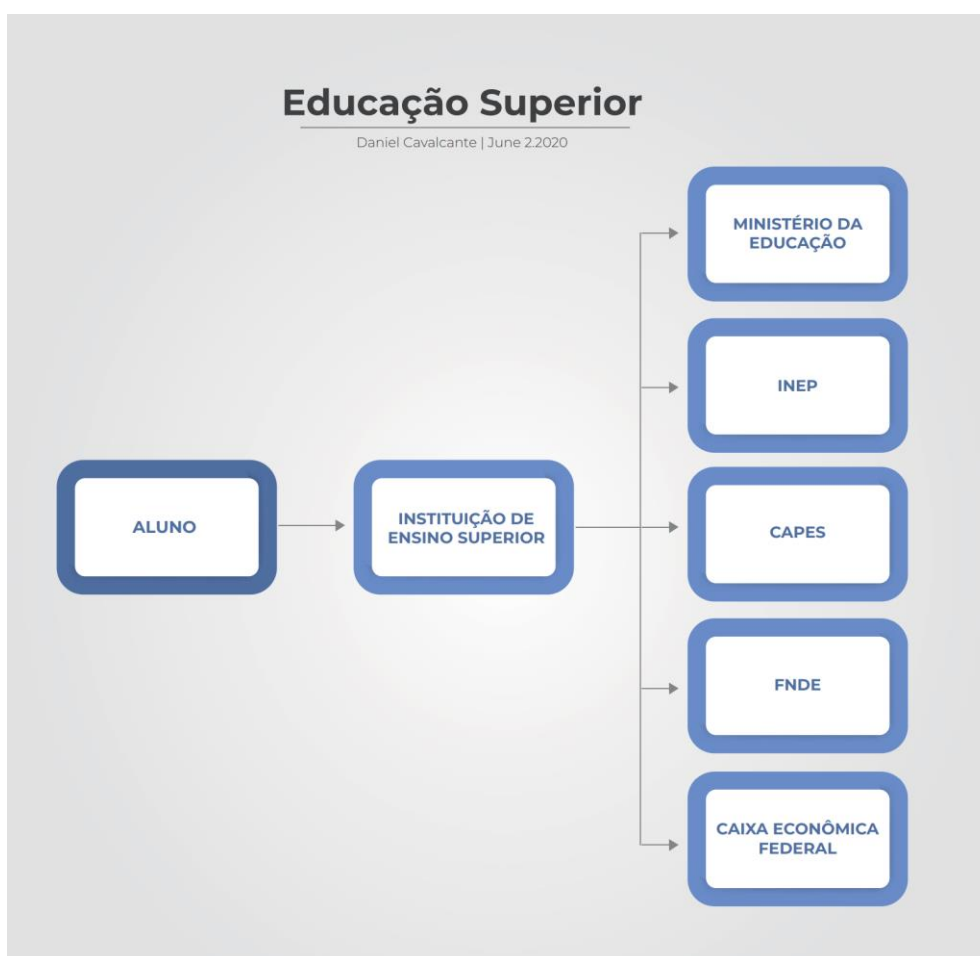 Educação Superior
Daniel Cavalcante | June 2.2020
MINISTÉRIO DA
EDUCAÇÃO
INEP
ALUNO
INSTITUIÇÃO DE
ENSINO SUPERIOR
CAPES
FNDE
CAIXA ECONÔMICA
FEDERAL